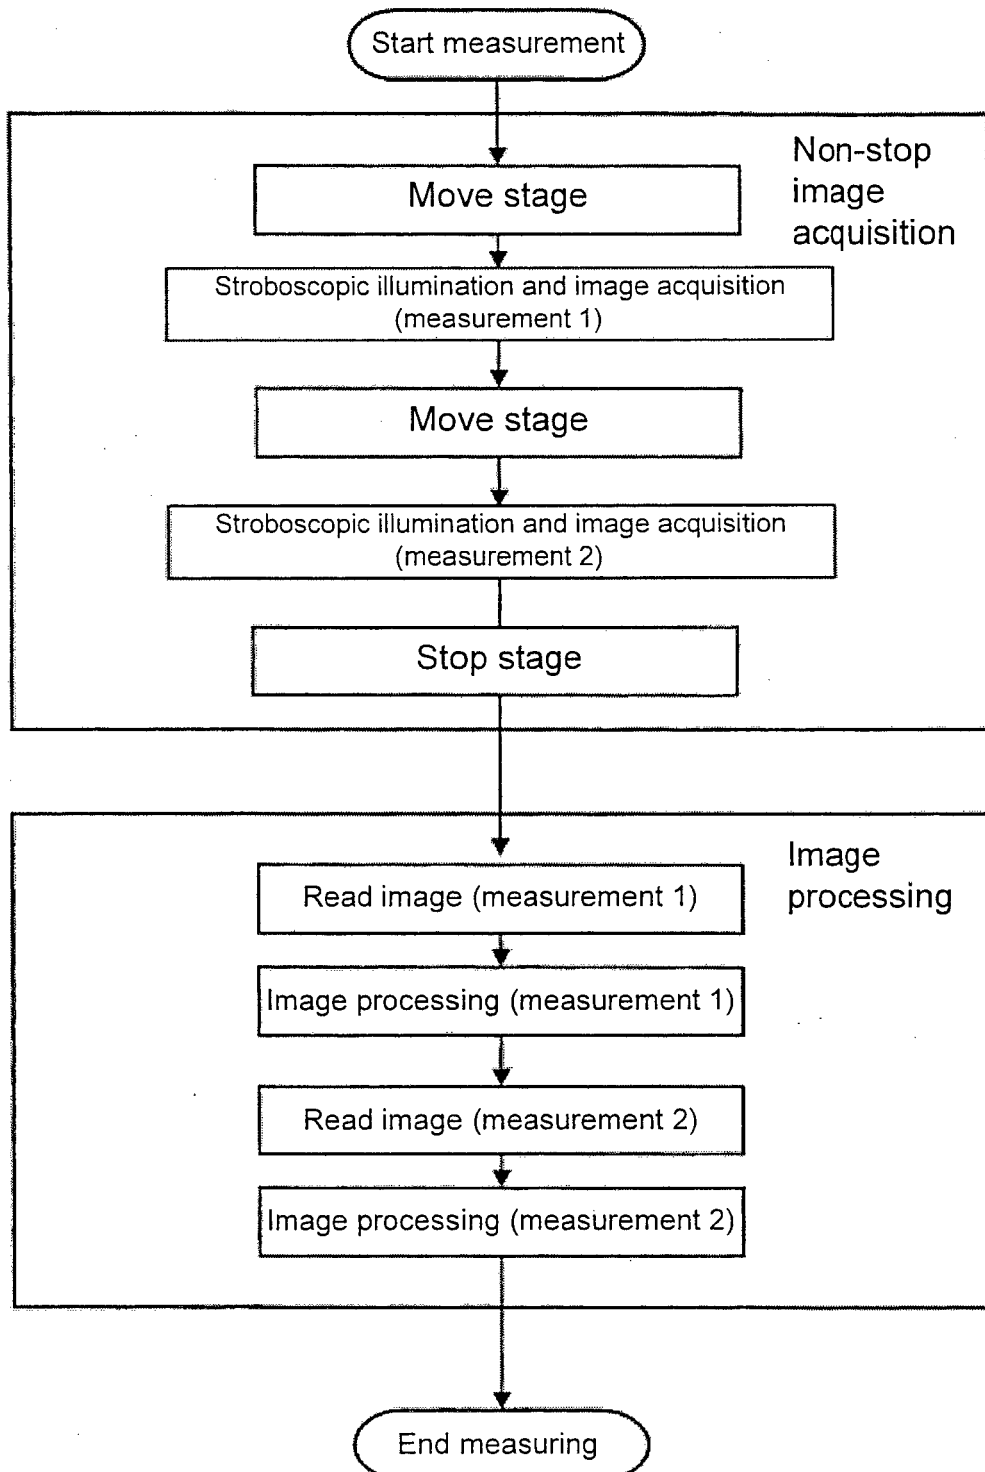 Start measurement
Non-stop
image
acquisition
Move stage
Stroboscopic illumination and image acquisition
(measurement 1)
Move stage
Stroboscopic illumination and image acquisition
(measurement 2)
Stop stage
Image
processing
Read image (measurement 1)
Image processing (measurement 1)
Read image (measurement 2)
Image processing (measurement 2)
End measuring